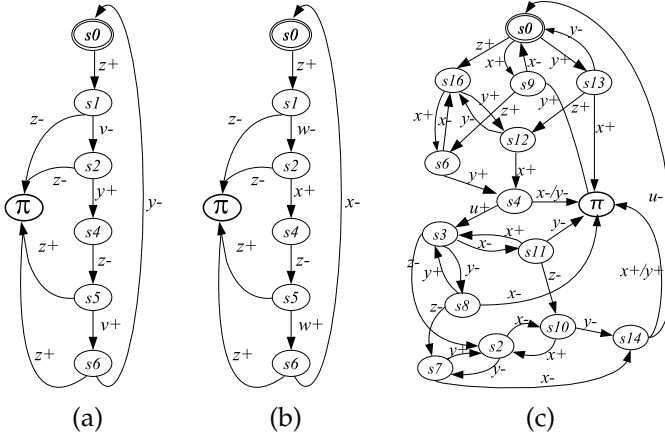 s0
z+
s1
z-
v-
s2
z-
y+
π
y-
s4
z+
z-
s5
v+
z+
s6
(a)
s0
z+
s1
z-
w-
s2
z-
x+
π
x-
s4
z+
z-
s5
w+
z+
s6
(b)
s0
y-
z+
x+
x-
y+
s16
s9
s13
y+
z+
y+
z+
x+
x+
x-
y-
s12
s6
y+
x+
s4
x-/y-
π
u+
u-
s3
x+
y-
x-
s11
z-
y+
y-
z-
x+/y+
s8
x-
z-
x-
s10
y-
s2
s14
y+
x+
s7
y-
x-
(c)